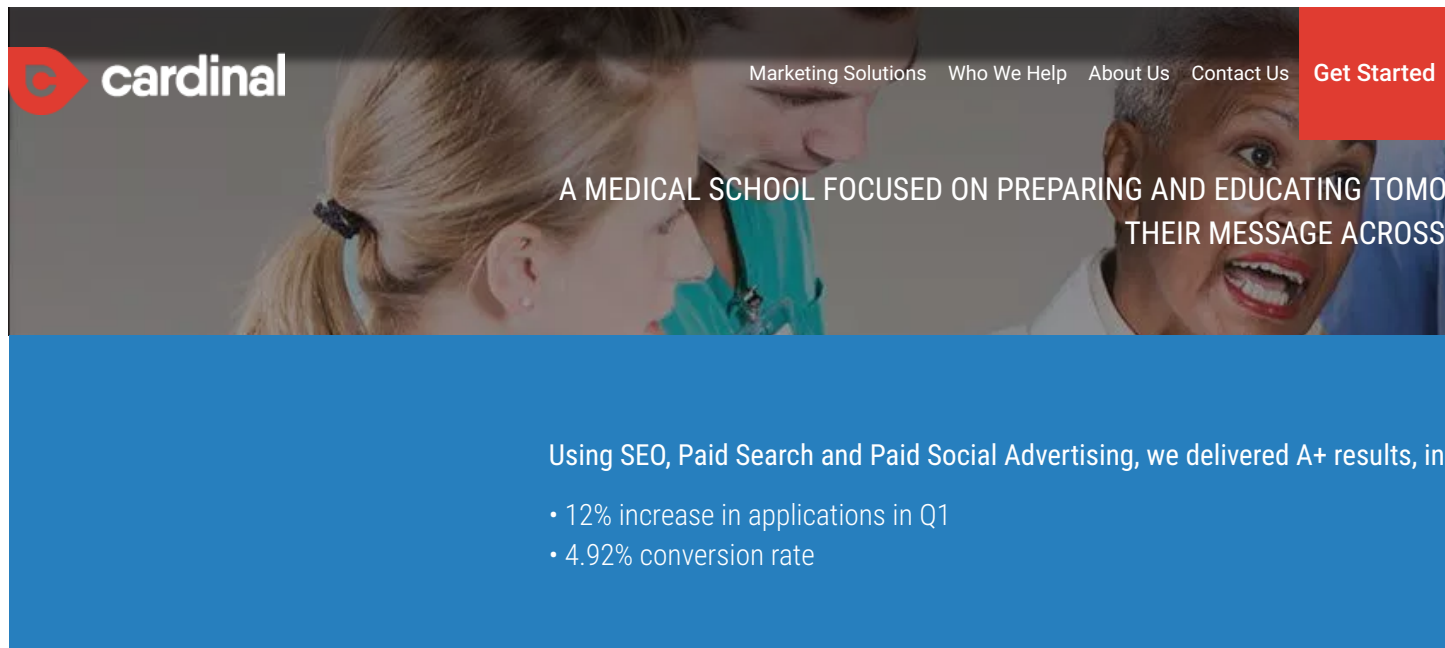 cardinal
Marketing Solutions Who We Help About Us Contact Us Get Started
A MEDICAL SCHOOL FOCUSED ON PREPARING AND EDUCATING TOMO
THEIR MESSAGE ACROSS
Using SEO, Paid Search and Paid Social Advertising, we delivered A+ results, in
• 12% increase in applications in Q1
• 4.92% conversion rate